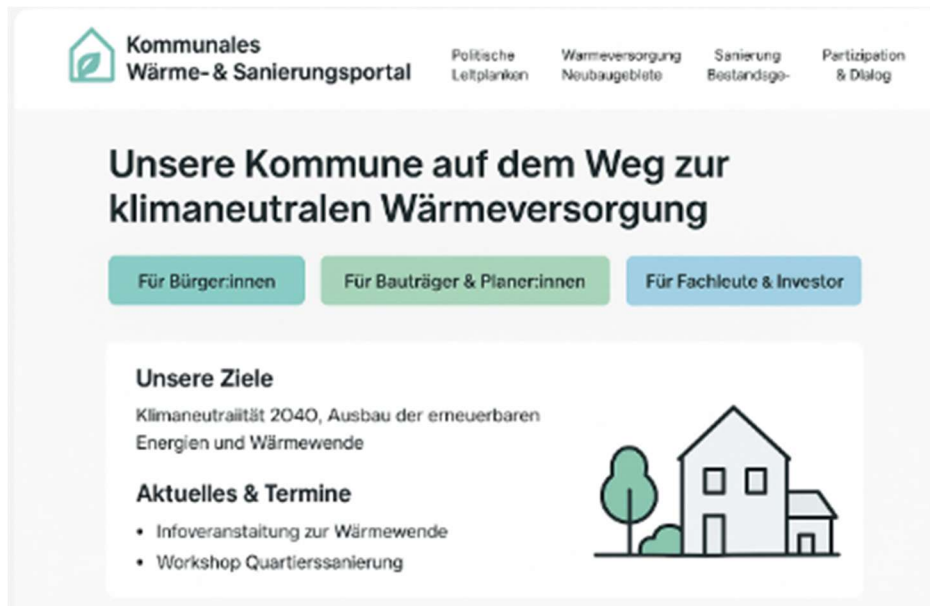 Kommunales
Wärme- & Sanierungsportal
Politische
Leitplanken
Warmeversorgung
Neubaugebiete
Sanierung
Bestandsge-
Partizipation
& Dialog
Unsere Kommune auf dem Weg zur
klimaneutralen Wärmeversorgung
Für Bürger:innen
Für Bauträger & Planer:innen
Für Fachleute & Investor
Unsere Ziele
Klimaneutraiität 2040, Ausbau der erneuerbaren
Energien und Wärmewende
Aktuelles & Termine
• Infoveranstaitung zur Wärmewende
• Workshop Quartierssanierung